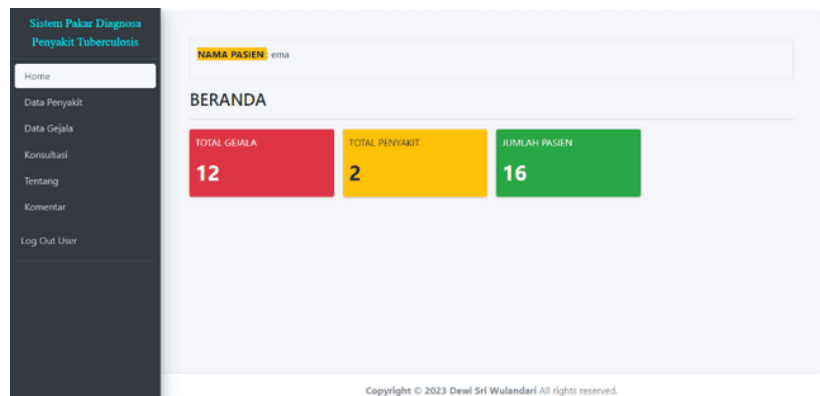 Sistem Pakar Diagnosa
Penyakit Tuberculosis
Home
Data Penyakit
Data Gejala
Konsultasi
Tentang
Komentar
Log Out User
NAMA PASIEN : ema
BERANDA
TOTAL GEJALA
12
TOTAL PENYAKIT
2
JUMLAH PASIEN
16
Copyright © 2023 Dewi Sri Wulandari All rights reserved.